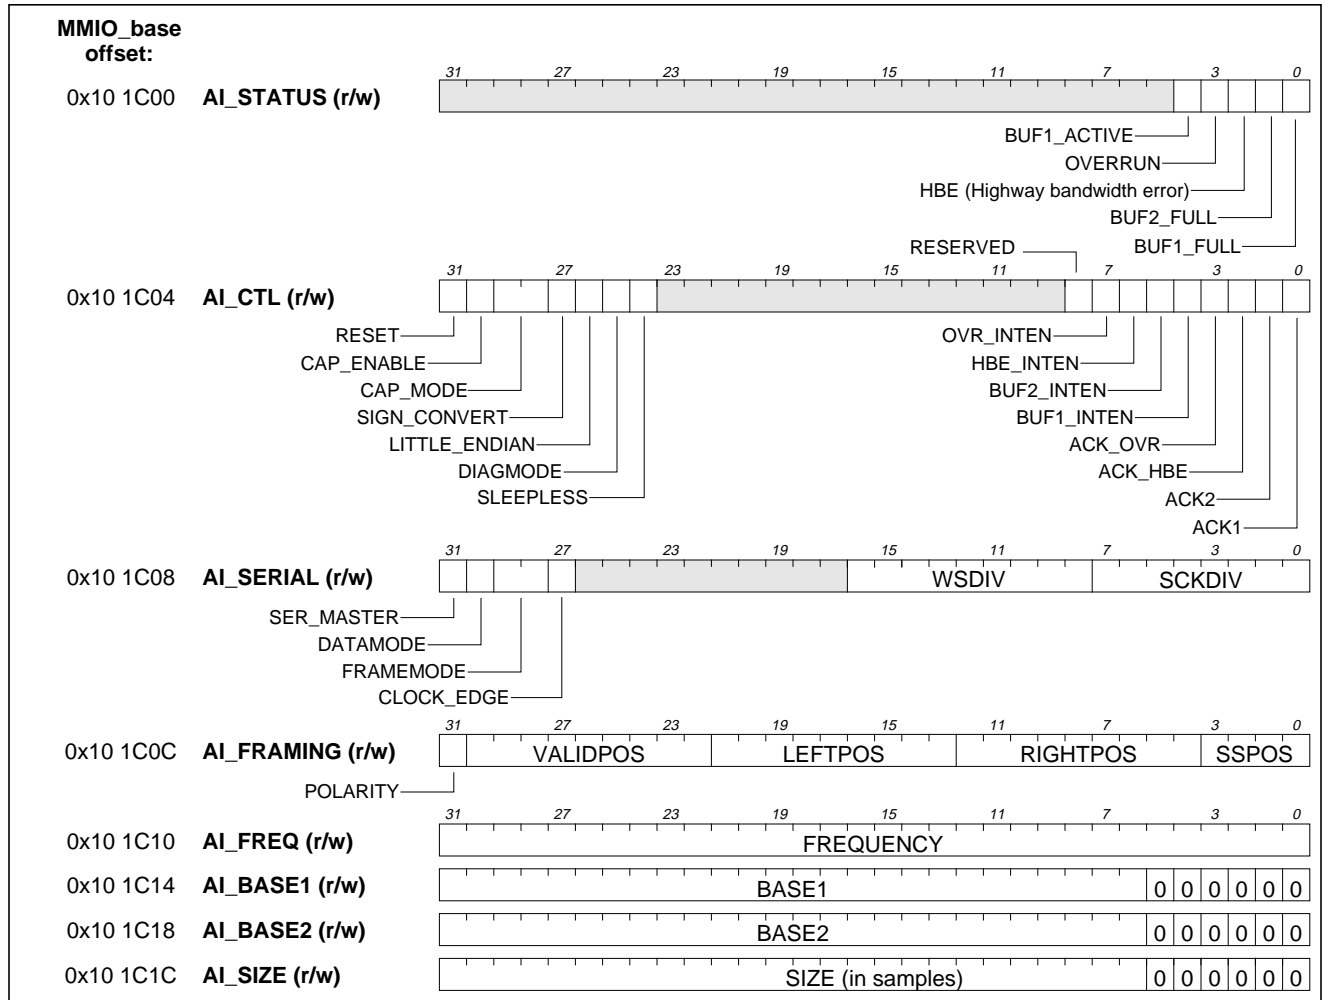 MMIO_base
offset:
31 27 23 19 15 11 7 3 0
0x10 1C00 AI_STATUS (r/w)
BUF1_ACTIVE
OVERRUN
HBE (Highway bandwidth error)
BUF2_FULL
RESERVED BUF1_FULL
31 27 23 19 15 11 7 3 0
0x10 1C04 AI_CTL (r/w)
RESET OVR_INTEN
CAP_ENABLE HBE_INTEN
CAP_MODE BUF2_INTEN
SIGN_CONVERT BUF1_INTEN
LITTLE_ENDIAN ACK_OVR
DIAGMODE ACK_HBE
SLEEPLESS ACK2
ACK1
31 27 23 19 15 11 7 3 0
0x10 1C08 AI_SERIAL (r/w) WSDIV SCKDIV
SER_MASTER
DATAMODE
FRAMEMODE
CLOCK_EDGE
31 27 23 19 15 11 7 3 0
0x10 1C0C AI_FRAMING (r/w) VALIDPOS LEFTPOS RIGHTPOS SSPOS
POLARITY
31 27 23 19 15 11 7 3 0
0x10 1C10 AI_FREQ (r/w) FREQUENCY
0x10 1C14 AI_BASE1 (r/w) BASE1 0 0 0 0 0 0
0x10 1C18 AI_BASE2 (r/w) BASE2 0 0 0 0 0 0
0x10 1C1C AI_SIZE (r/w) SIZE (in samples) 0 0 0 0 0 0